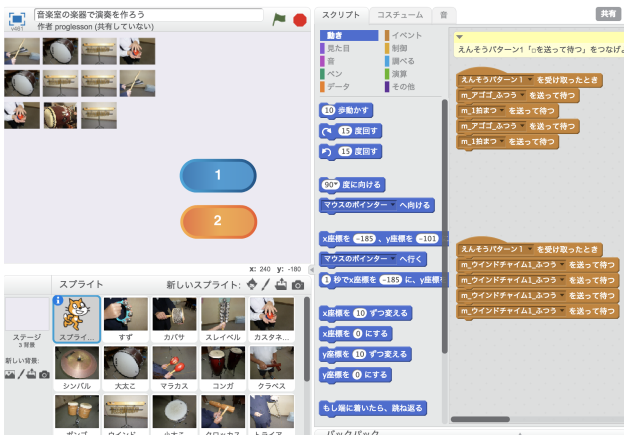 v461
音楽室の楽器で演奏を作ろう
作者 proglesson (共有していない)
1
2
x: 240 y: -180
スプライト
新しいスプライト:
ステージ
3 背景
新しい背景:
スプライ...
すず
カバサ
スレイベル
カスタネ...
シンバル
大太こ
マラカス
コンガ
クラベス
ボンゴ
ウインド...
小太こ
クロッカス
トライア...
スクリプト
コスチューム
音
共有
動き
イベント
見た目
制御
音
調べる
ペン
演算
データ
その他
10 歩動かす
15 度回す
15 度回す
90 度に向ける
マウスのポインター へ向ける
x座標を -185 、y座標を -101
マウスのポインター へ行く
1 秒でx座標を -185 に、y座標を
x座標を 10 ずつ変える
x座標を 0 にする
y座標を 10 ずつ変える
y座標を 0 にする
もし端に着いたら、跳ね返る
バックパック
えんそうパターン1「□を送って待つ」をつなげよ
えんそうパターン1 を受け取ったとき
m_アゴゴ_ふつう を送って待つ
m_1拍まつ を送って待つ
m_アゴゴ_ふつう を送って待つ
m_1拍まつ を送って待つ
えんそうパターン1 を受け取ったとき
m_ウインドチャイム1_ふつう を送って待つ
m_ウインドチャイム1_ふつう を送って待つ
m_ウインドチャイム1_ふつう を送って待つ
m_ウインドチャイム1_ふつう を送って待つ